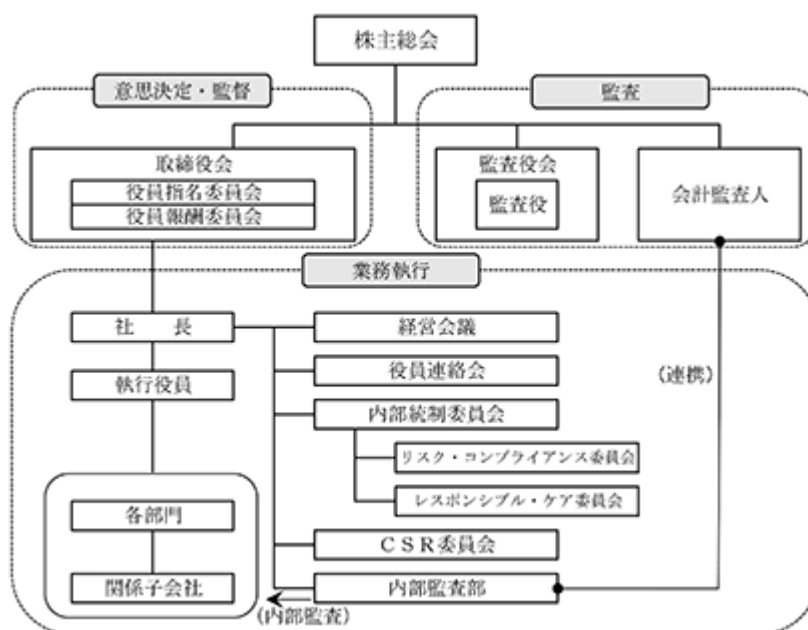 株主総会
意思決定・監督
監査
取締役会
役員指名委員会
役員報酬委員会
監査役会
監査役
会計監査人
業務執行
社　長
経営会議
執行役員
役員連絡会
(連携)
内部統制委員会
リスク・コンプライアンス委員会
レスポンシブル・ケア委員会
各部門
CSR委員会
関係子会社
内部監査部
(内部監査)